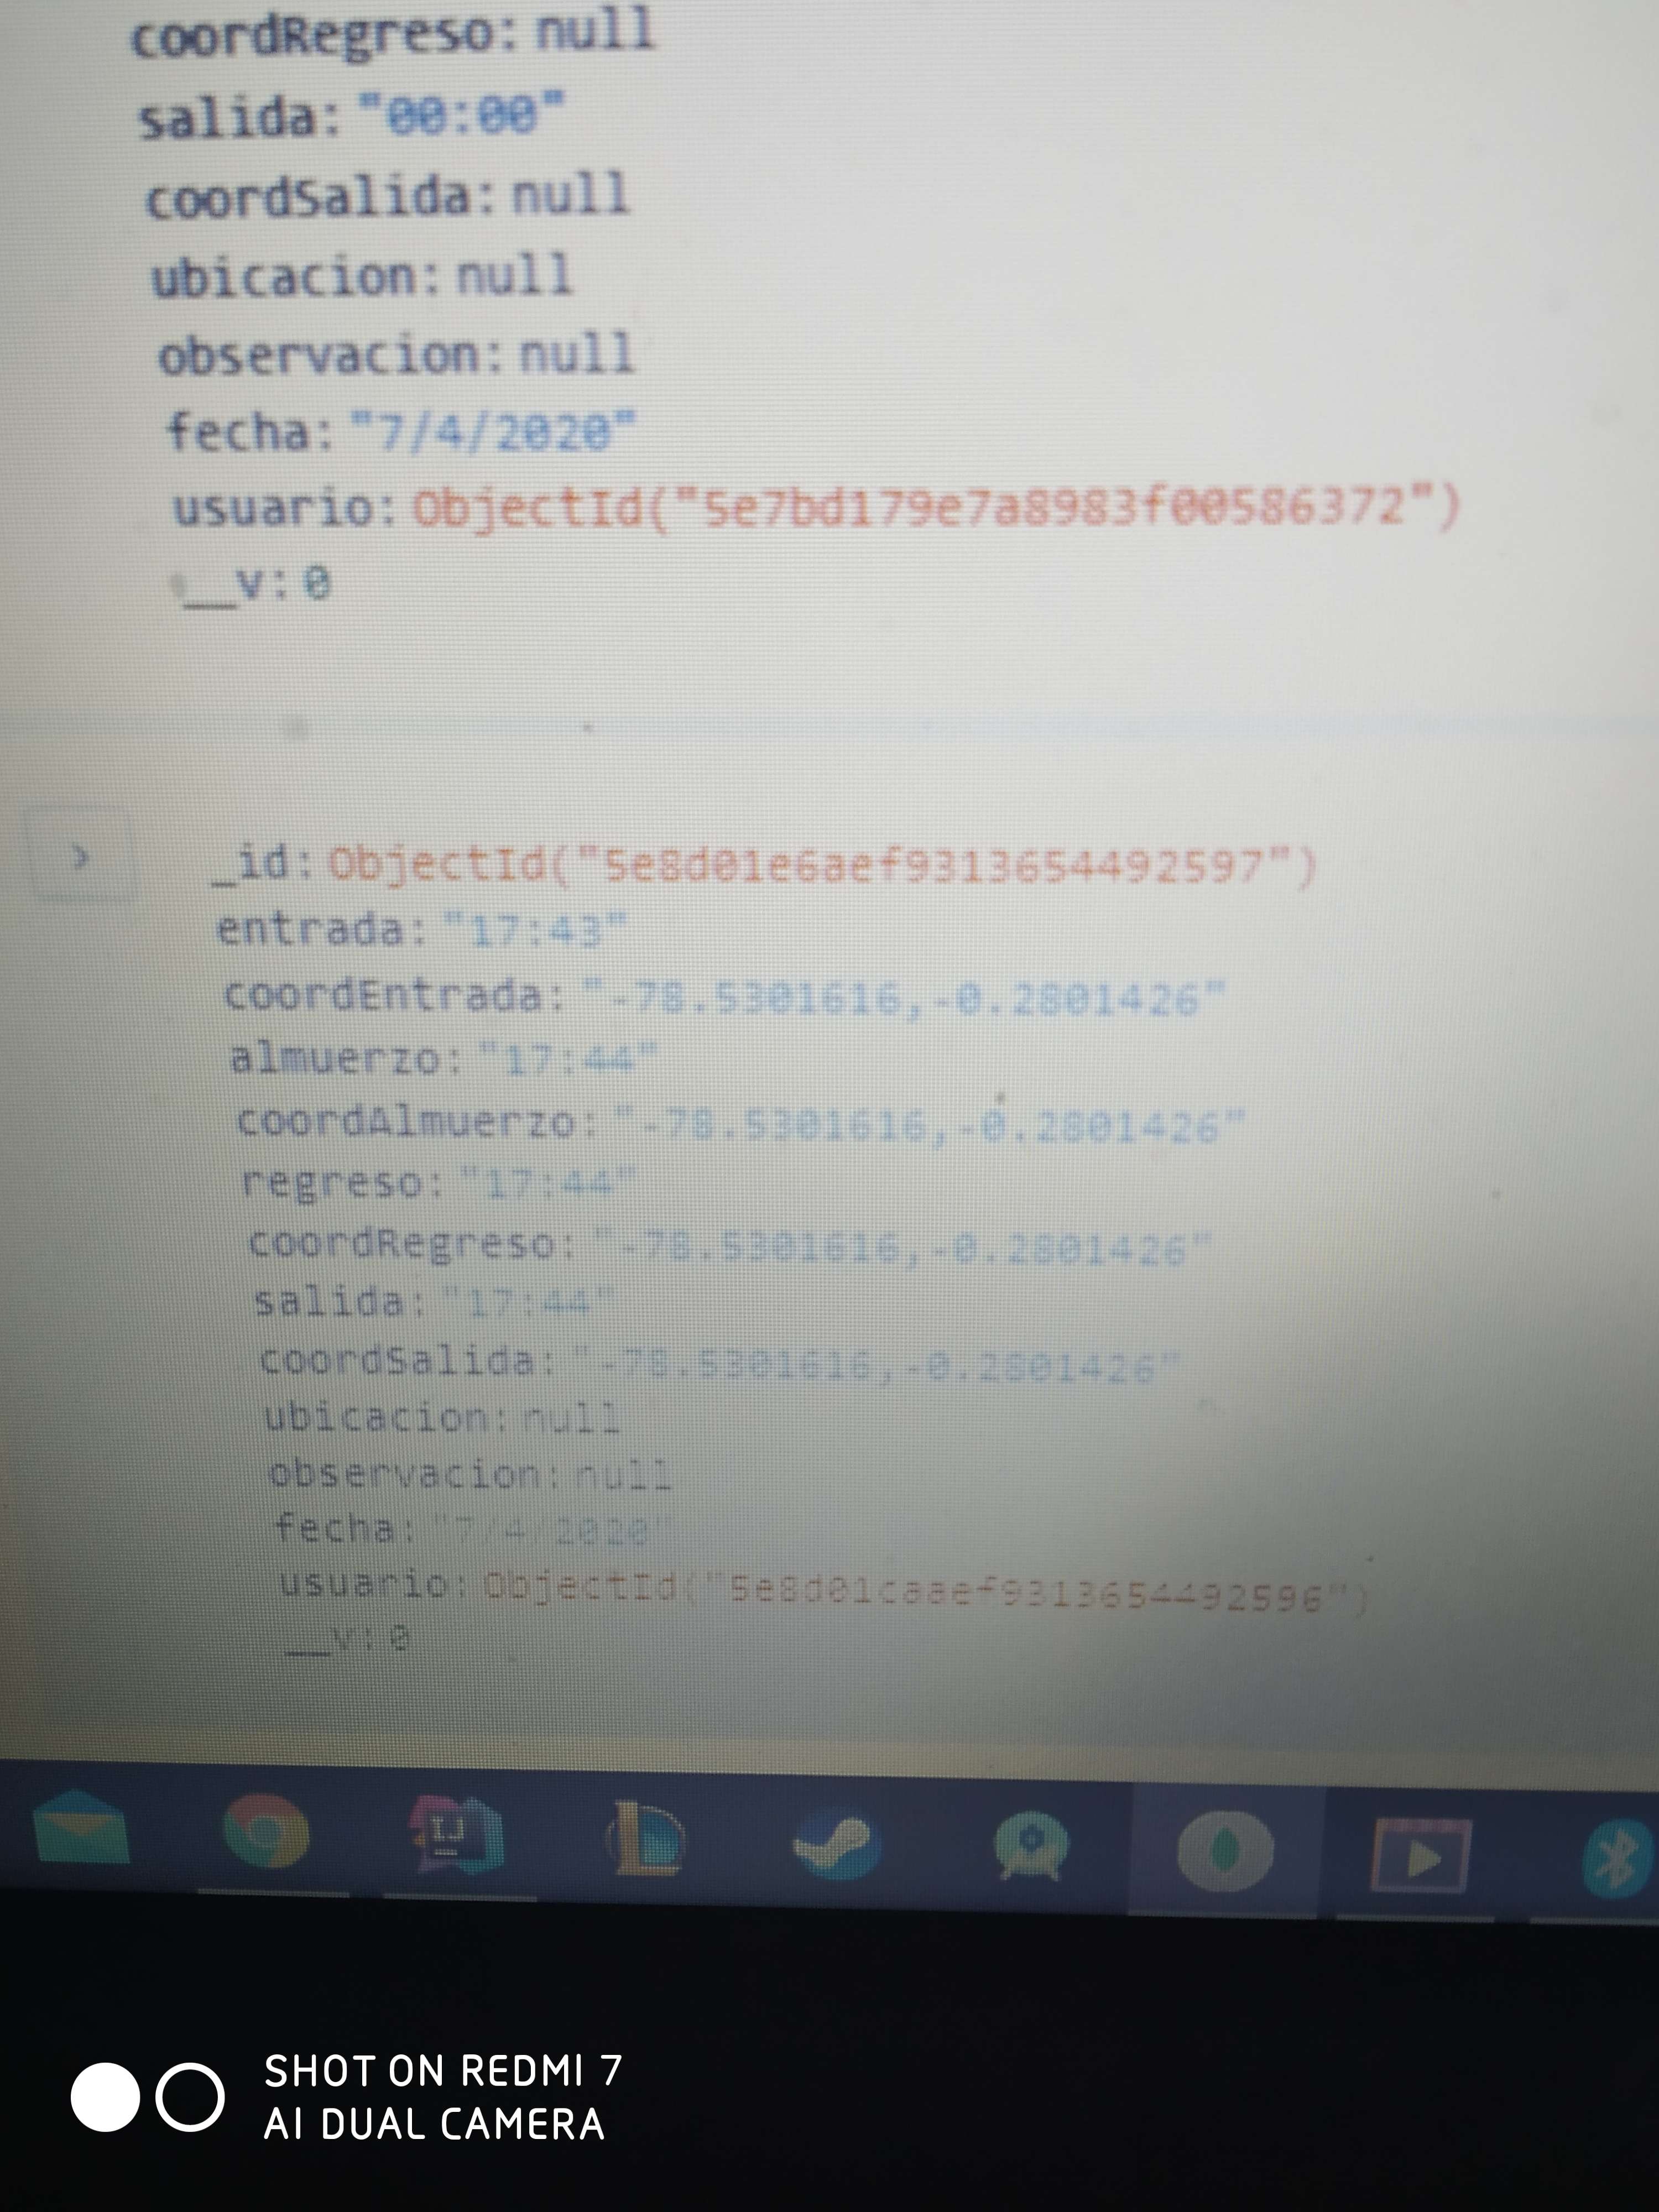 coordRegreso: null
salida: "00:00"
coordSalida: null
ubicacion: null
observacion: null
fecha: "7/4/2020"
usuario: ObjectId("5e7bd179e7a8983f00586372")
__v: 0
_id: ObjectId("5e8d01e6aef9313654492597")
entrada: "17:43"
coordEntrada: "-78.5301616,-0.2801426"
almuerzo: "17:44"
coordAlmuerzo: "-78.5301616,-0.2801426"
regreso: "17:44"
coordRegreso: "-78.5301616,-0.2801426"
salida: "17:44"
coordSalida: "-78.5301616,-0.2801426"
ubicacion: null
observacion: null
fecha: "7/4/2020"
usuario: ObjectId("5e8d01caaef9313654492596")
__v: 0
IJ
SHOT ON REDMI 7
AI DUAL CAMERA